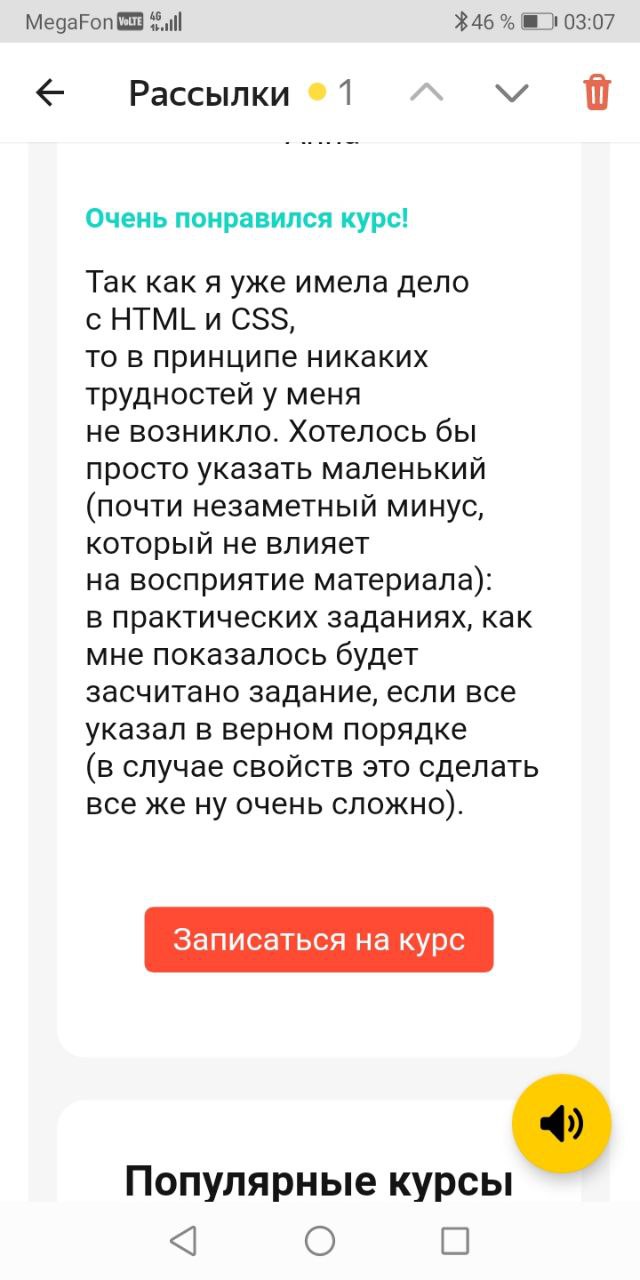 MegaFon VoLTE 4G 46 % 03:07
Рассылки 1
Очень понравился курс!
Так как я уже имела дело
с HTML и CSS,
то в принципе никаких
трудностей у меня
не возникло. Хотелось бы
просто указать маленький
(почти незаметный минус,
который не влияет
на восприятие материала):
в практических заданиях, как
мне показалось будет
засчитано задание, если все
указал в верном порядке
(в случае свойств это сделать
все же ну очень сложно).
Записаться на курс
Популярные курсы